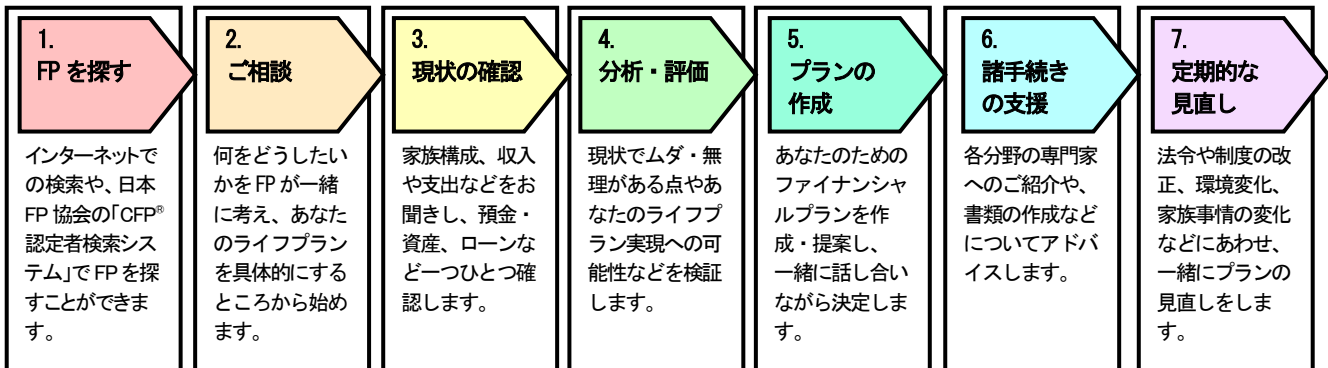 1.
FP を探す
インターネットで
の検索や、日本
FP 協会の「CFP®
認定者検索シス
テム」で FP を探
すことができま
す。
2.
ご相談
何をどうしたい
かを FP が一緒
に考え、あなた
のライフプラン
を具体的にする
ところから始め
ます。
3.
現状の確認
家族構成、収入
や支出などをお
聞きし、預金・
資産、ローンな
ど一つひとつ確
認します。
4.
分析・評価
現状でムダ・無
理がある点やあ
なたのライフプ
ラン実現への可
能性などを検証
します。
5.
プランの
作成
あなたのための
ファイナンシャ
ルプランを作
成・提案し、
一緒に話し合い
ながら決定しま
す。
6.
諸手続き
の支援
各分野の専門家
へのご紹介や、
書類の作成など
についてアドバ
イスします。
7.
定期的な
見直し
法令や制度の改
正、環境変化、
家族事情の変化
などにあわせ、
一緒にプランの
見直しをしま
す。